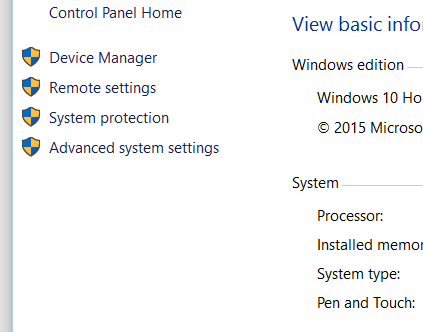 Control Panel Home
Device Manager
Remote settings
System protection
Advanced system settings
View basic info
Windows edition
Windows 10 Ho
© 2015 Microso
System
Processor:
Installed memor
System type:
Pen and Touch: